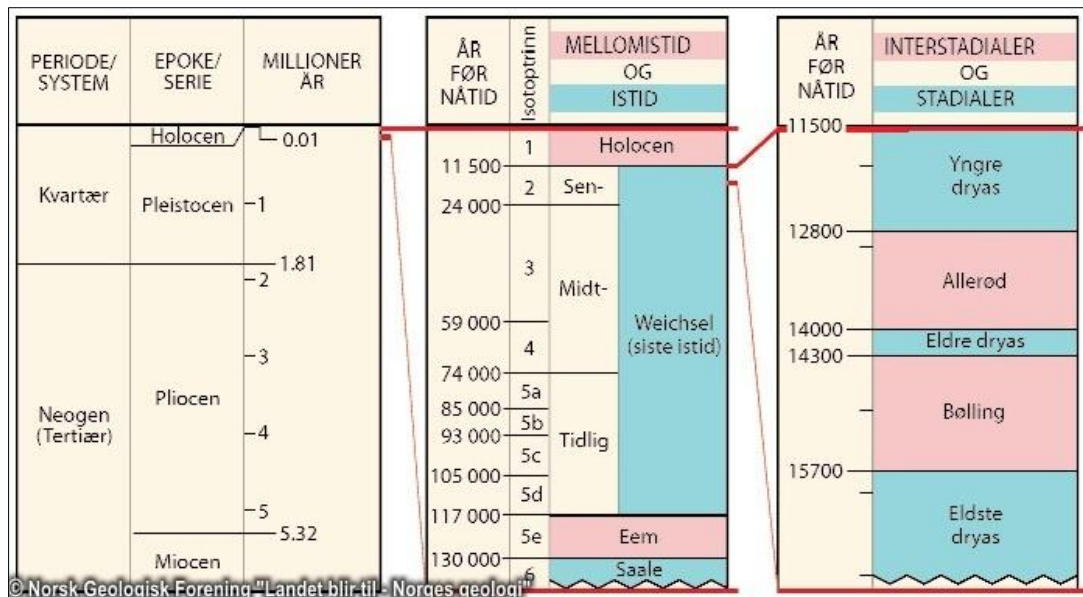 PERIODE/
SYSTEM
EPOKE/
SERIE
MILLIONER
ÅR
Holocen
0.01
Kvartær
Pleistocen
1
1.81
2
3
Neogen
(Tertiær)
Pliocen
4
5
5.32
Miocen
ÅR
FØR
NÅTID
Isotoptrinn
MELLOMISTID
OG
ISTID
1
Holocen
11 500
2
Sen-
24 000
3
Midt-
59 000
4
Weichsel
(siste istid)
74 000
5a
85 000
5b
93 000
Tidlig
5c
105 000
5d
117 000
5e
Eem
130 000
6
Saale
ÅR
FØR
NÅTID
INTERSTADIALER
OG
STADIALER
11500
Yngre
dryas
12800
Allerød
14000
Eldre dryas
14300
Bølling
15700
Eldste
dryas
© Norsk Geologisk Forening "Landet blir til - Norges geologi"